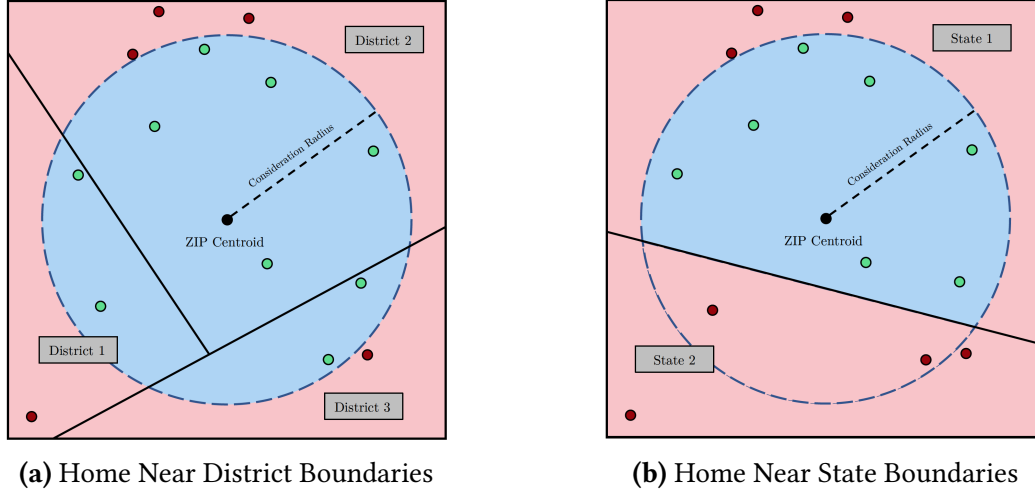 District 2
Consideration Radius
ZIP Centroid
District 1
District 3
(a) Home Near District Boundaries
State 1
Consideration Radius
ZIP Centroid
State 2
(b) Home Near State Boundaries